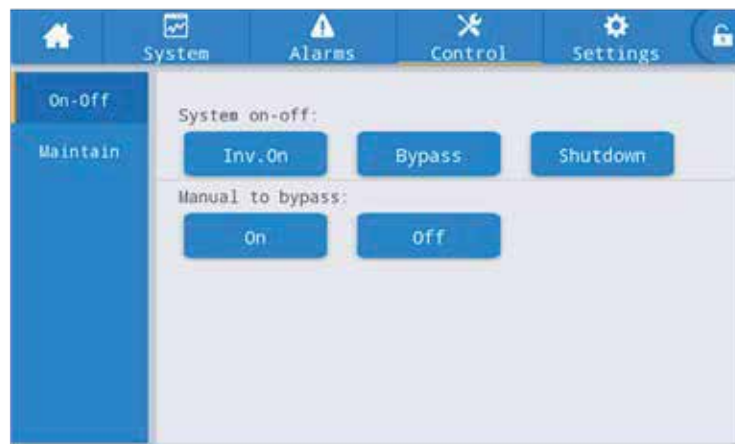 System Alarms Control Settings
On-Off
System on-off:
Maintain
Inv.On Bypass Shutdown
Manual to bypass:
On Off